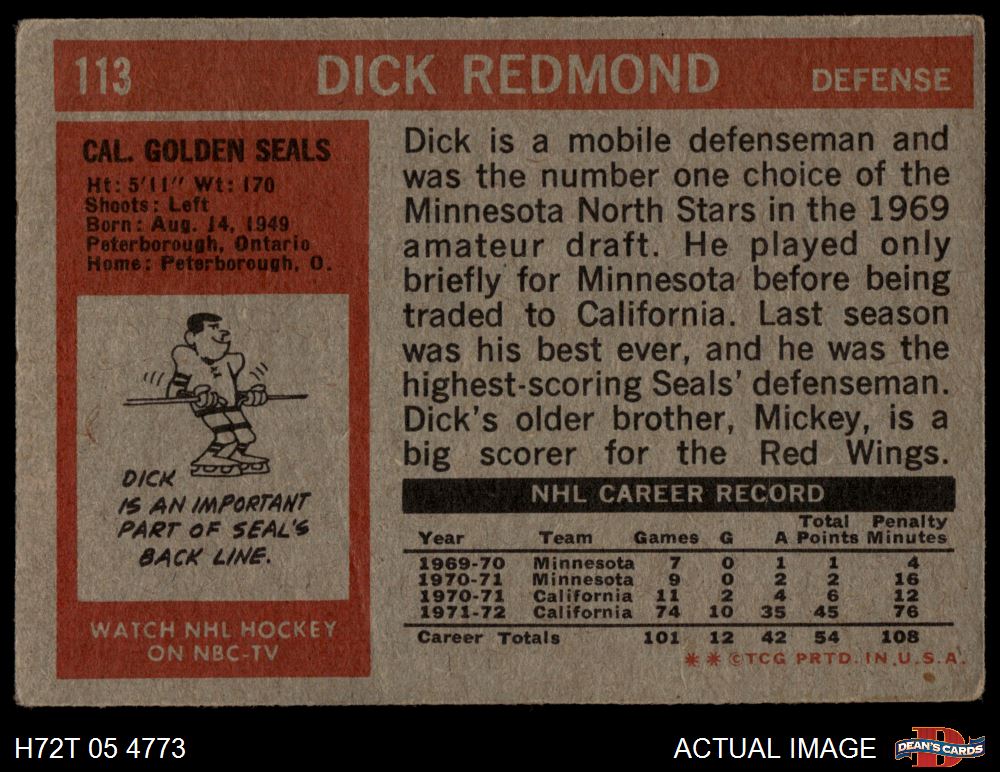 113 DICK REDMOND DEFENSE
CAL. GOLDEN SEALS
Ht: 5'11" Wt: 170
Shoots: Left
Born: Aug. 14, 1949
Peterborough, Ontario
Home: Peterborough, O.
DICK
IS AN IMPORTANT
PART OF SEAL'S
BACK LINE.
WATCH NHL HOCKEY
ON NBC-TV
Dick is a mobile defenseman and
was the number one choice of the
Minnesota North Stars in the 1969
amateur draft. He played only
briefly for Minnesota before being
traded to California. Last season
was his best ever, and he was the
highest-scoring Seals' defenseman.
Dick's older brother, Mickey, is a
big scorer for the Red Wings.
NHL CAREER RECORD
Total Penalty
Year Team Games G A Points Minutes
1969-70 Minnesota 7 0 1 1 4
1970-71 Minnesota 9 0 2 2 16
1970-71 California 11 2 4 6 12
1971-72 California 74 10 35 45 76
Career Totals 101 12 42 54 108
* * ©TCG PRTD. IN U.S.A.
H72T 05 4773
ACTUAL IMAGE
DEAN'S CARDS